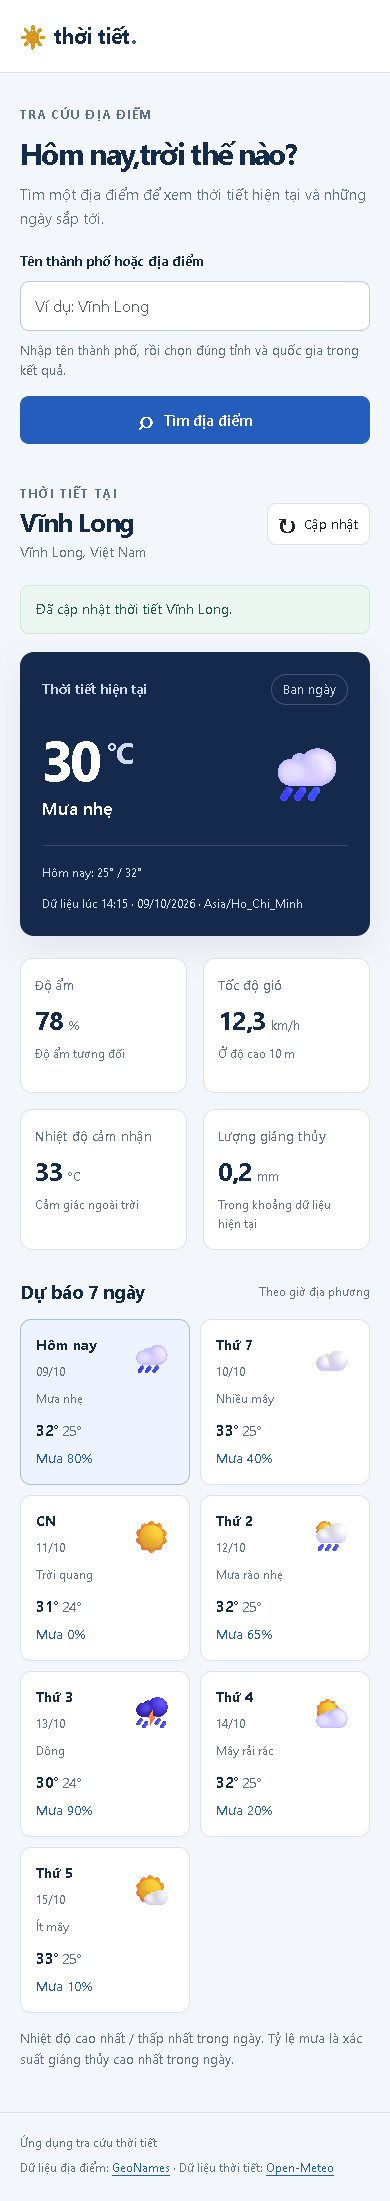 thời tiết.
TRA CỨU ĐỊA ĐIỂM
Hôm nay,trời thế nào?
Tìm một địa điểm để xem thời tiết hiện tại và những
ngày sắp tới.
Tên thành phố hoặc địa điểm
Ví dụ: Vĩnh Long
Nhập tên thành phố, rồi chọn đúng tỉnh và quốc gia trong
kết quả.
Tìm địa điểm
THỜI TIẾT TẠI
Vĩnh Long
Vĩnh Long, Việt Nam
Cập nhật
Đã cập nhật thời tiết Vĩnh Long.
Thời tiết hiện tại
Ban ngày
30 °C
Mưa nhẹ
Hôm nay: 25° / 32°
Dữ liệu lúc 14:15 · 09/10/2026 · Asia/Ho_Chi_Minh
Độ ẩm
78 %
Độ ẩm tương đối
Tốc độ gió
12,3 km/h
Ở độ cao 10 m
Nhiệt độ cảm nhận
33 °C
Cảm giác ngoài trời
Lượng giáng thủy
0,2 mm
Trong khoảng dữ liệu
hiện tại
Dự báo 7 ngày
Theo giờ địa phương
Hôm nay
09/10
Mưa nhẹ
32° 25°
Mưa 80%
Thứ 7
10/10
Nhiều mây
33° 25°
Mưa 40%
CN
11/10
Trời quang
31° 24°
Mưa 0%
Thứ 2
12/10
Mưa rào nhẹ
32° 25°
Mưa 65%
Thứ 3
13/10
Dông
30° 24°
Mưa 90%
Thứ 4
14/10
Mây rải rác
32° 25°
Mưa 20%
Thứ 5
15/10
Ít mây
33° 25°
Mưa 10%
Nhiệt độ cao nhất / thấp nhất trong ngày. Tỷ lệ mưa là xác
suất giáng thủy cao nhất trong ngày.
Ứng dụng tra cứu thời tiết
Dữ liệu địa điểm: GeoNames · Dữ liệu thời tiết: Open-Meteo